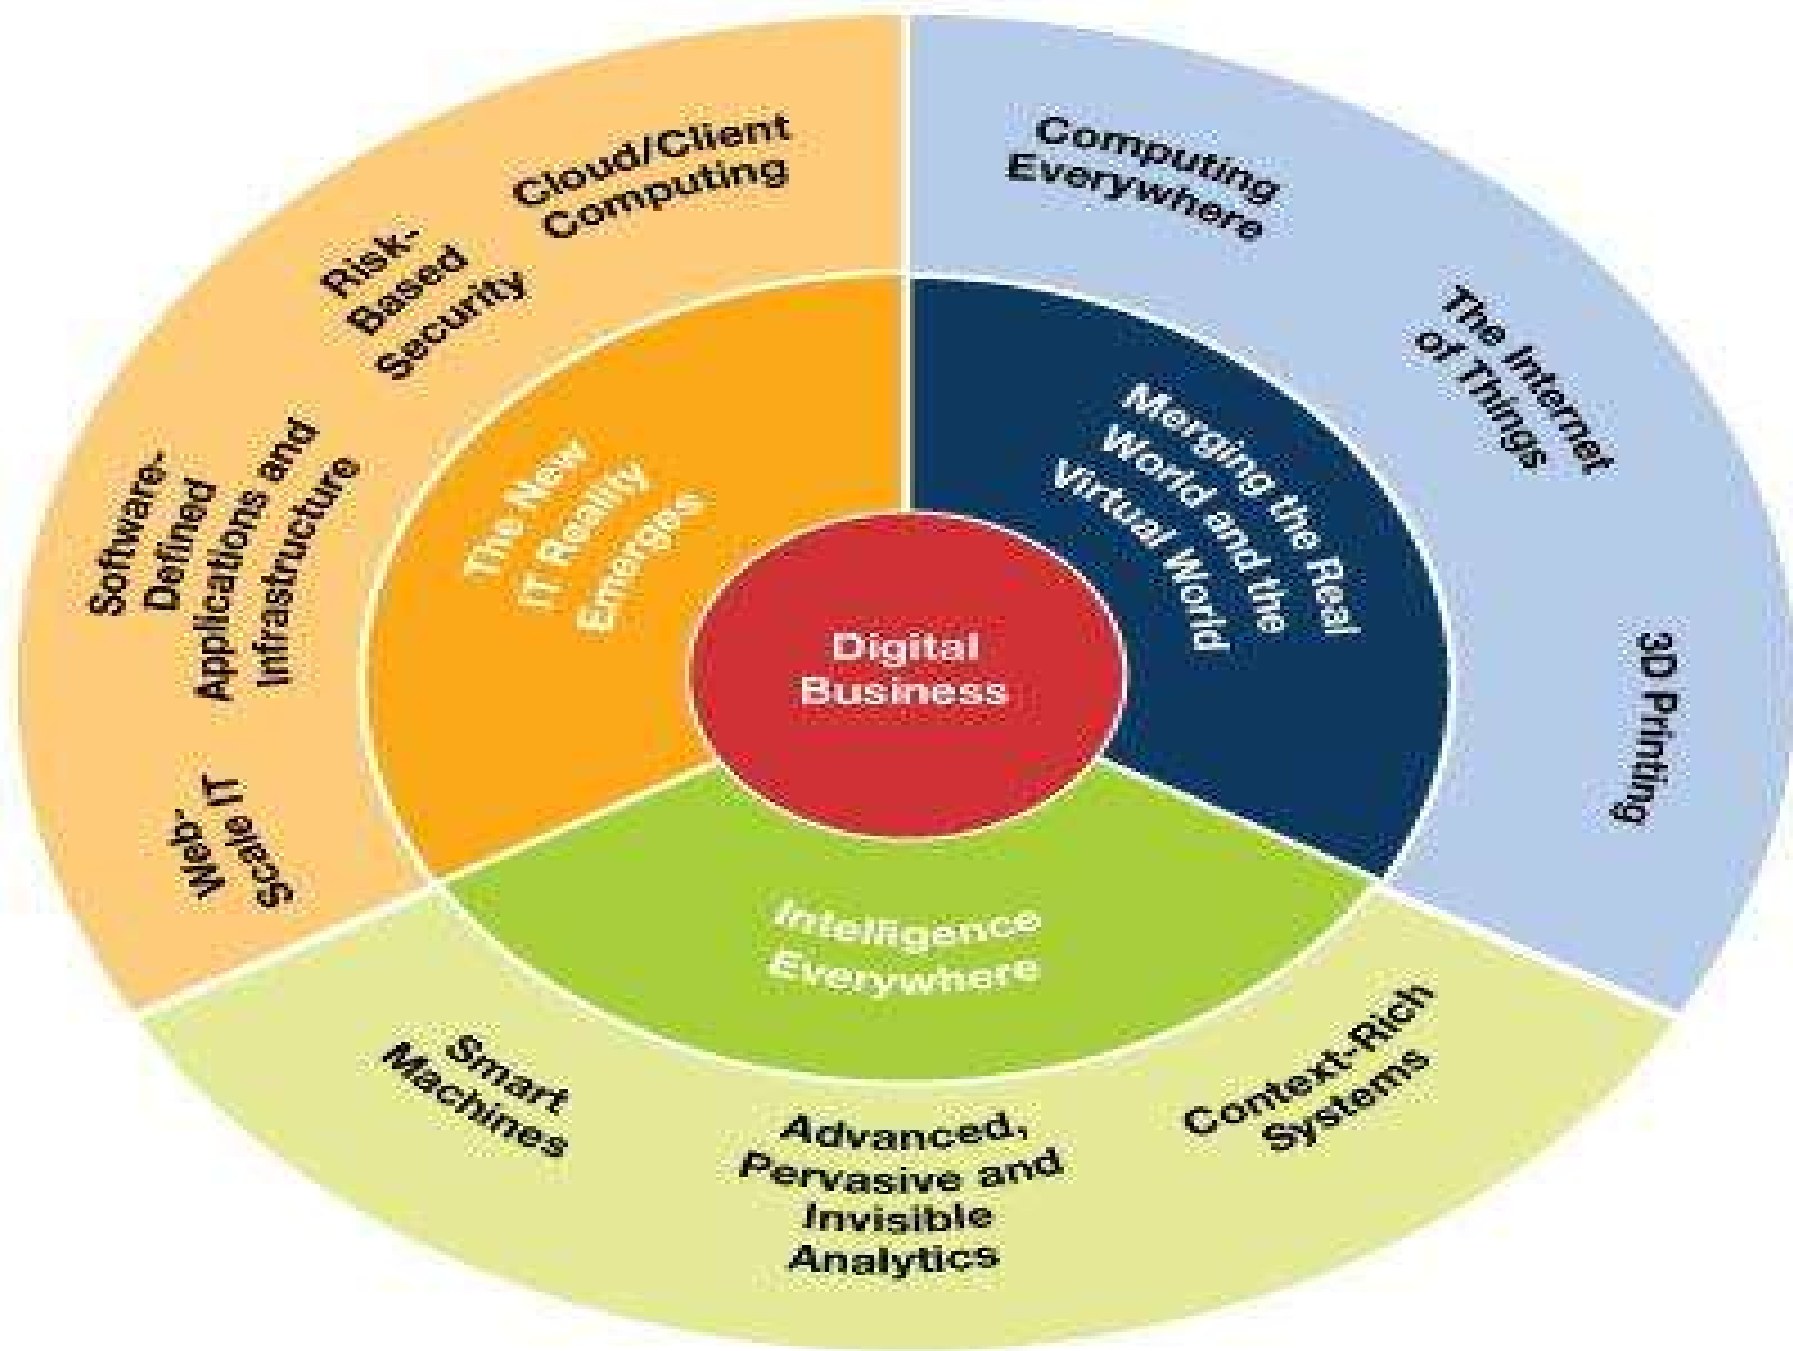 Cloud/Client
Computing
Risk-
Based
Security
Software-
Defined
Applications and
Infrastructure
Web-
Scale IT
The New
IT Reality
Emerges
Computing
Everywhere
The Internet
of Things
3D Printing
Merging the Real
World and the
Virtual World
Digital
Business
Intelligence
Everywhere
Smart
Machines
Advanced,
Pervasive and
Invisible
Analytics
Context-Rich
Systems